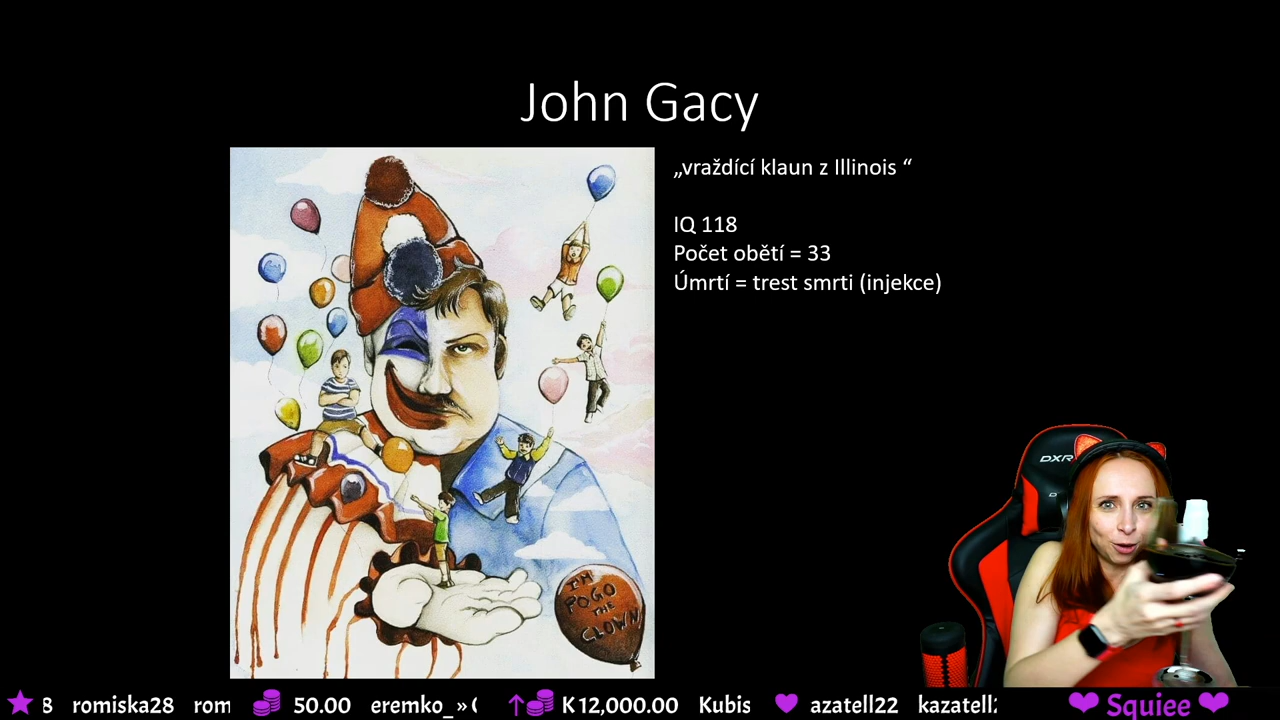 John Gacy
„vraždící klaun z Illinois “
IQ 118
Počet obětí = 33
Úmrtí = trest smrti (injekce)
I'M
POGO
THE
CLOWN
DXR
8 romiska28 rom 50.00 eremko_» K12,000.00 Kubis azatell22 kazatell Squiee